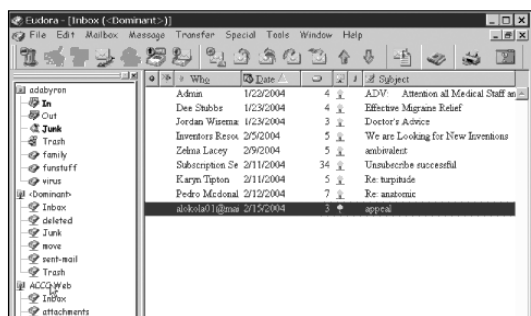 Eudora - [Inbox (<Dominant>)]
File Edit Mailbox Message Transfer Special Tools Window Help
Who Date Subject
adabyron
In
Out
Junk
Trash
family
funstuff
virus
<Dominant>
Inbox
deleted
Junk
move
sent-mail
Trash
ACCO Web
Inbox
attachments
Admin 1/22/2004 4 ADV: Attention all Medical Staff an
Dee Stubbs 1/23/2004 4 Effective Migraine Relief
Jordan Wisema 1/23/2004 3 Doctor's Advice
Inventors Resou 2/5/2004 5 We are Looking for New Inventions
Zelma Lacey 2/9/2004 5 ambivalent
Subscription Se 2/11/2004 34 Unsubscribe successful
Karyn Tipton 2/11/2004 5 Re: turpitude
Pedro Mcdonal 2/12/2004 7 Re: anatomic
alokola01@mai 2/15/2004 3 appeal